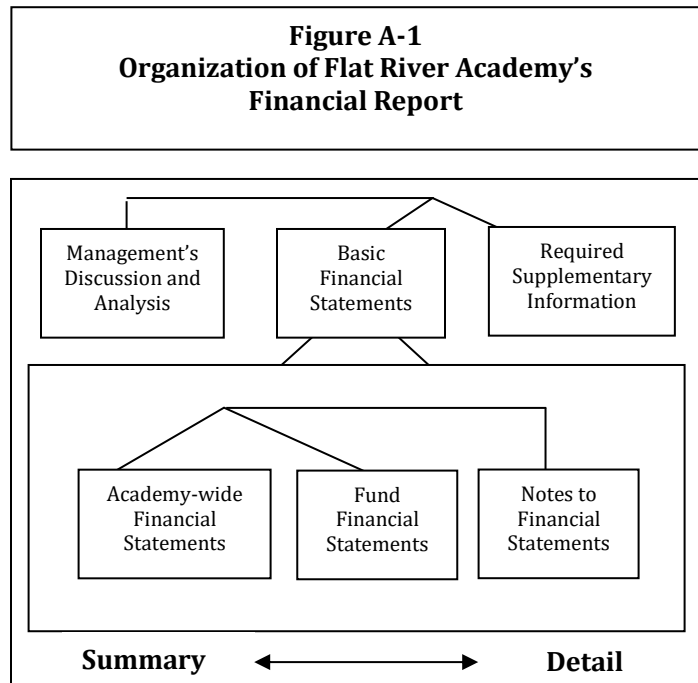 Figure A-1
Organization of Flat River Academy’s
Financial Report
Management’s
Discussion and
Analysis
Basic
Financial
Statements
Required
Supplementary
Information
Academy-wide
Financial
Statements
Fund
Financial
Statements
Notes to
Financial
Statements
Summary
Detail